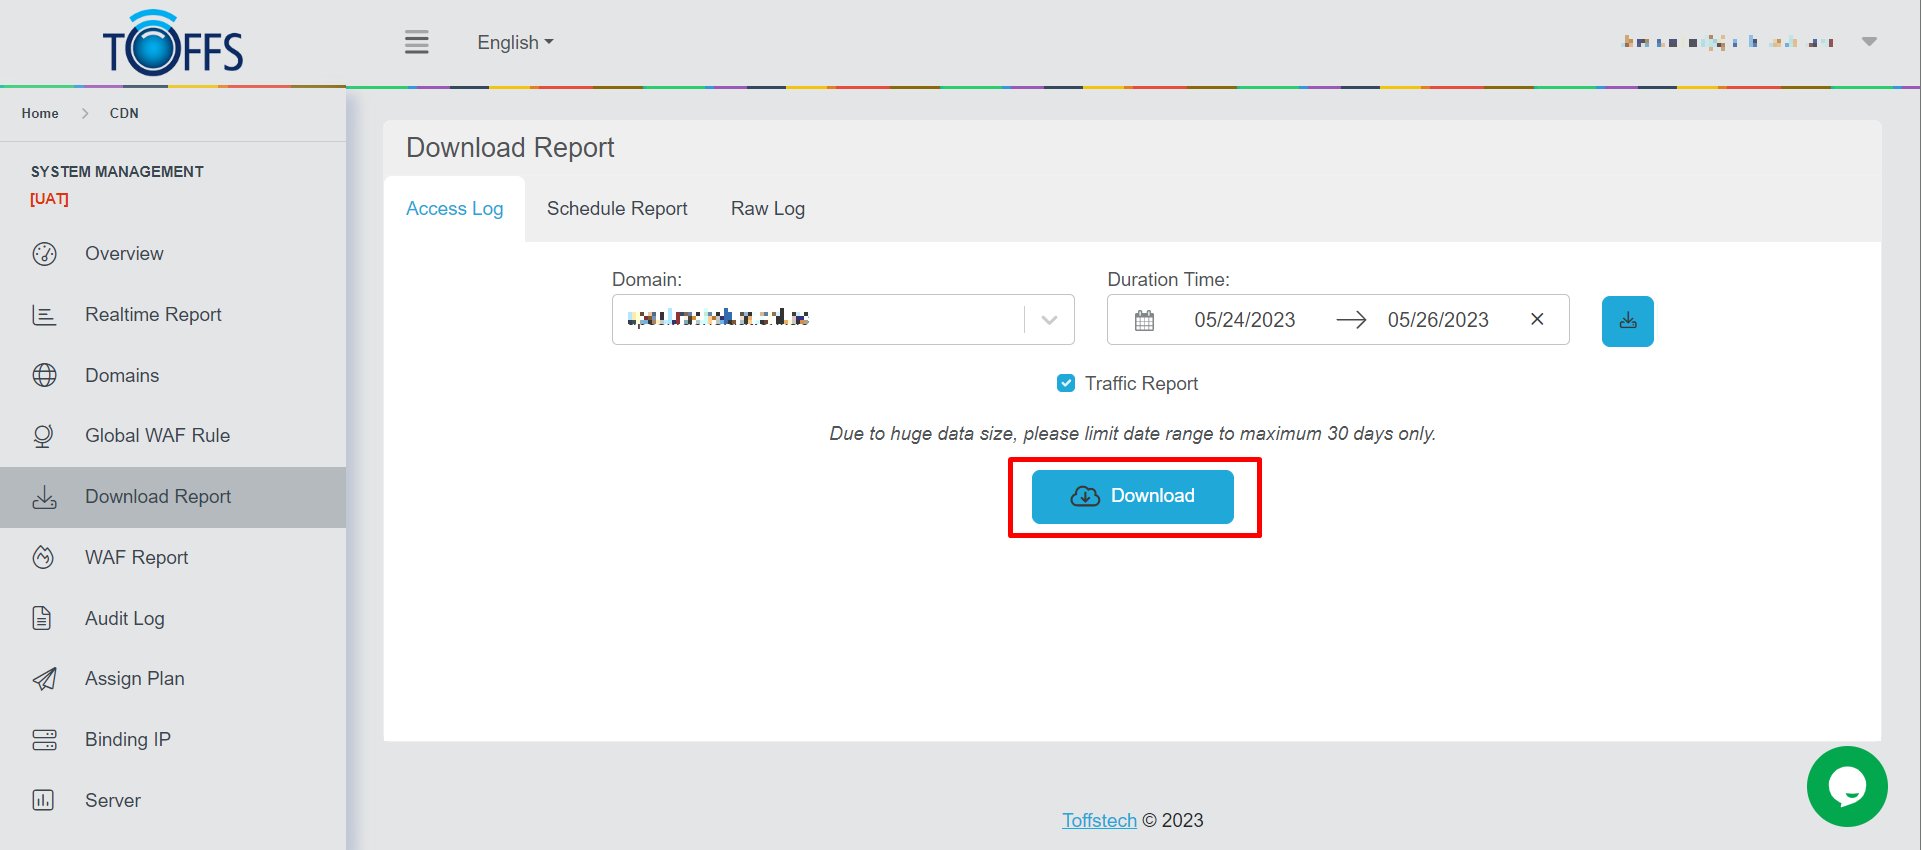 TOFFS
English
Home > CDN
SYSTEM MANAGEMENT
[UAT]
Overview
Realtime Report
Domains
Global WAF Rule
Download Report
WAF Report
Audit Log
Assign Plan
Binding IP
Server
Download Report
Access Log
Schedule Report
Raw Log
Domain:
Duration Time:
05/24/2023
05/26/2023
Traffic Report
Due to huge data size, please limit date range to maximum 30 days only.
Download
Toffstech © 2023